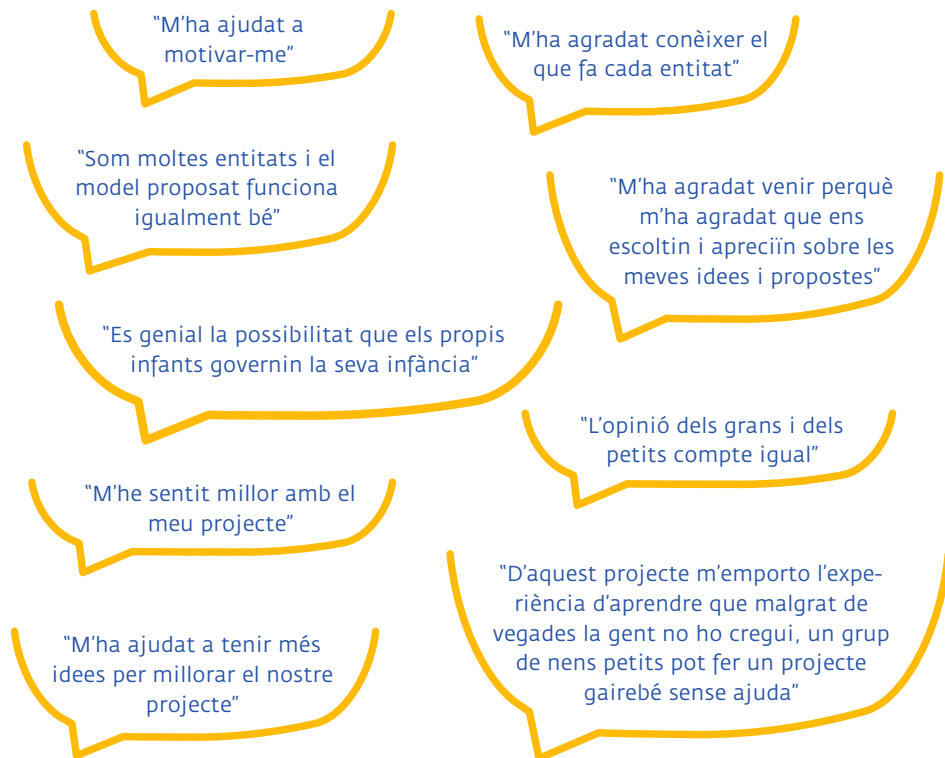 “M’ha ajudat a
motivar-me”
“M’ha agradat conèixer el
que fa cada entitat”
“Som moltes entitats i el
model proposat funciona
igualment bé”
“M’ha agradat venir perquè
m’ha agradat que ens
escoltin i apreciïn sobre les
meves idees i propostes”
“Es genial la possibilitat que els propis
infants governin la seva infància”
“L’opinió dels grans i dels
petits compte igual”
“M’he sentit millor amb el
meu projecte”
“D’aquest projecte m’emporto l’expe-
riència d’aprendre que malgrat de
vegades la gent no ho cregui, un grup
de nens petits pot fer un projecte
gairebé sense ajuda”
“M’ha ajudat a tenir més
idees per millorar el nostre
projecte”